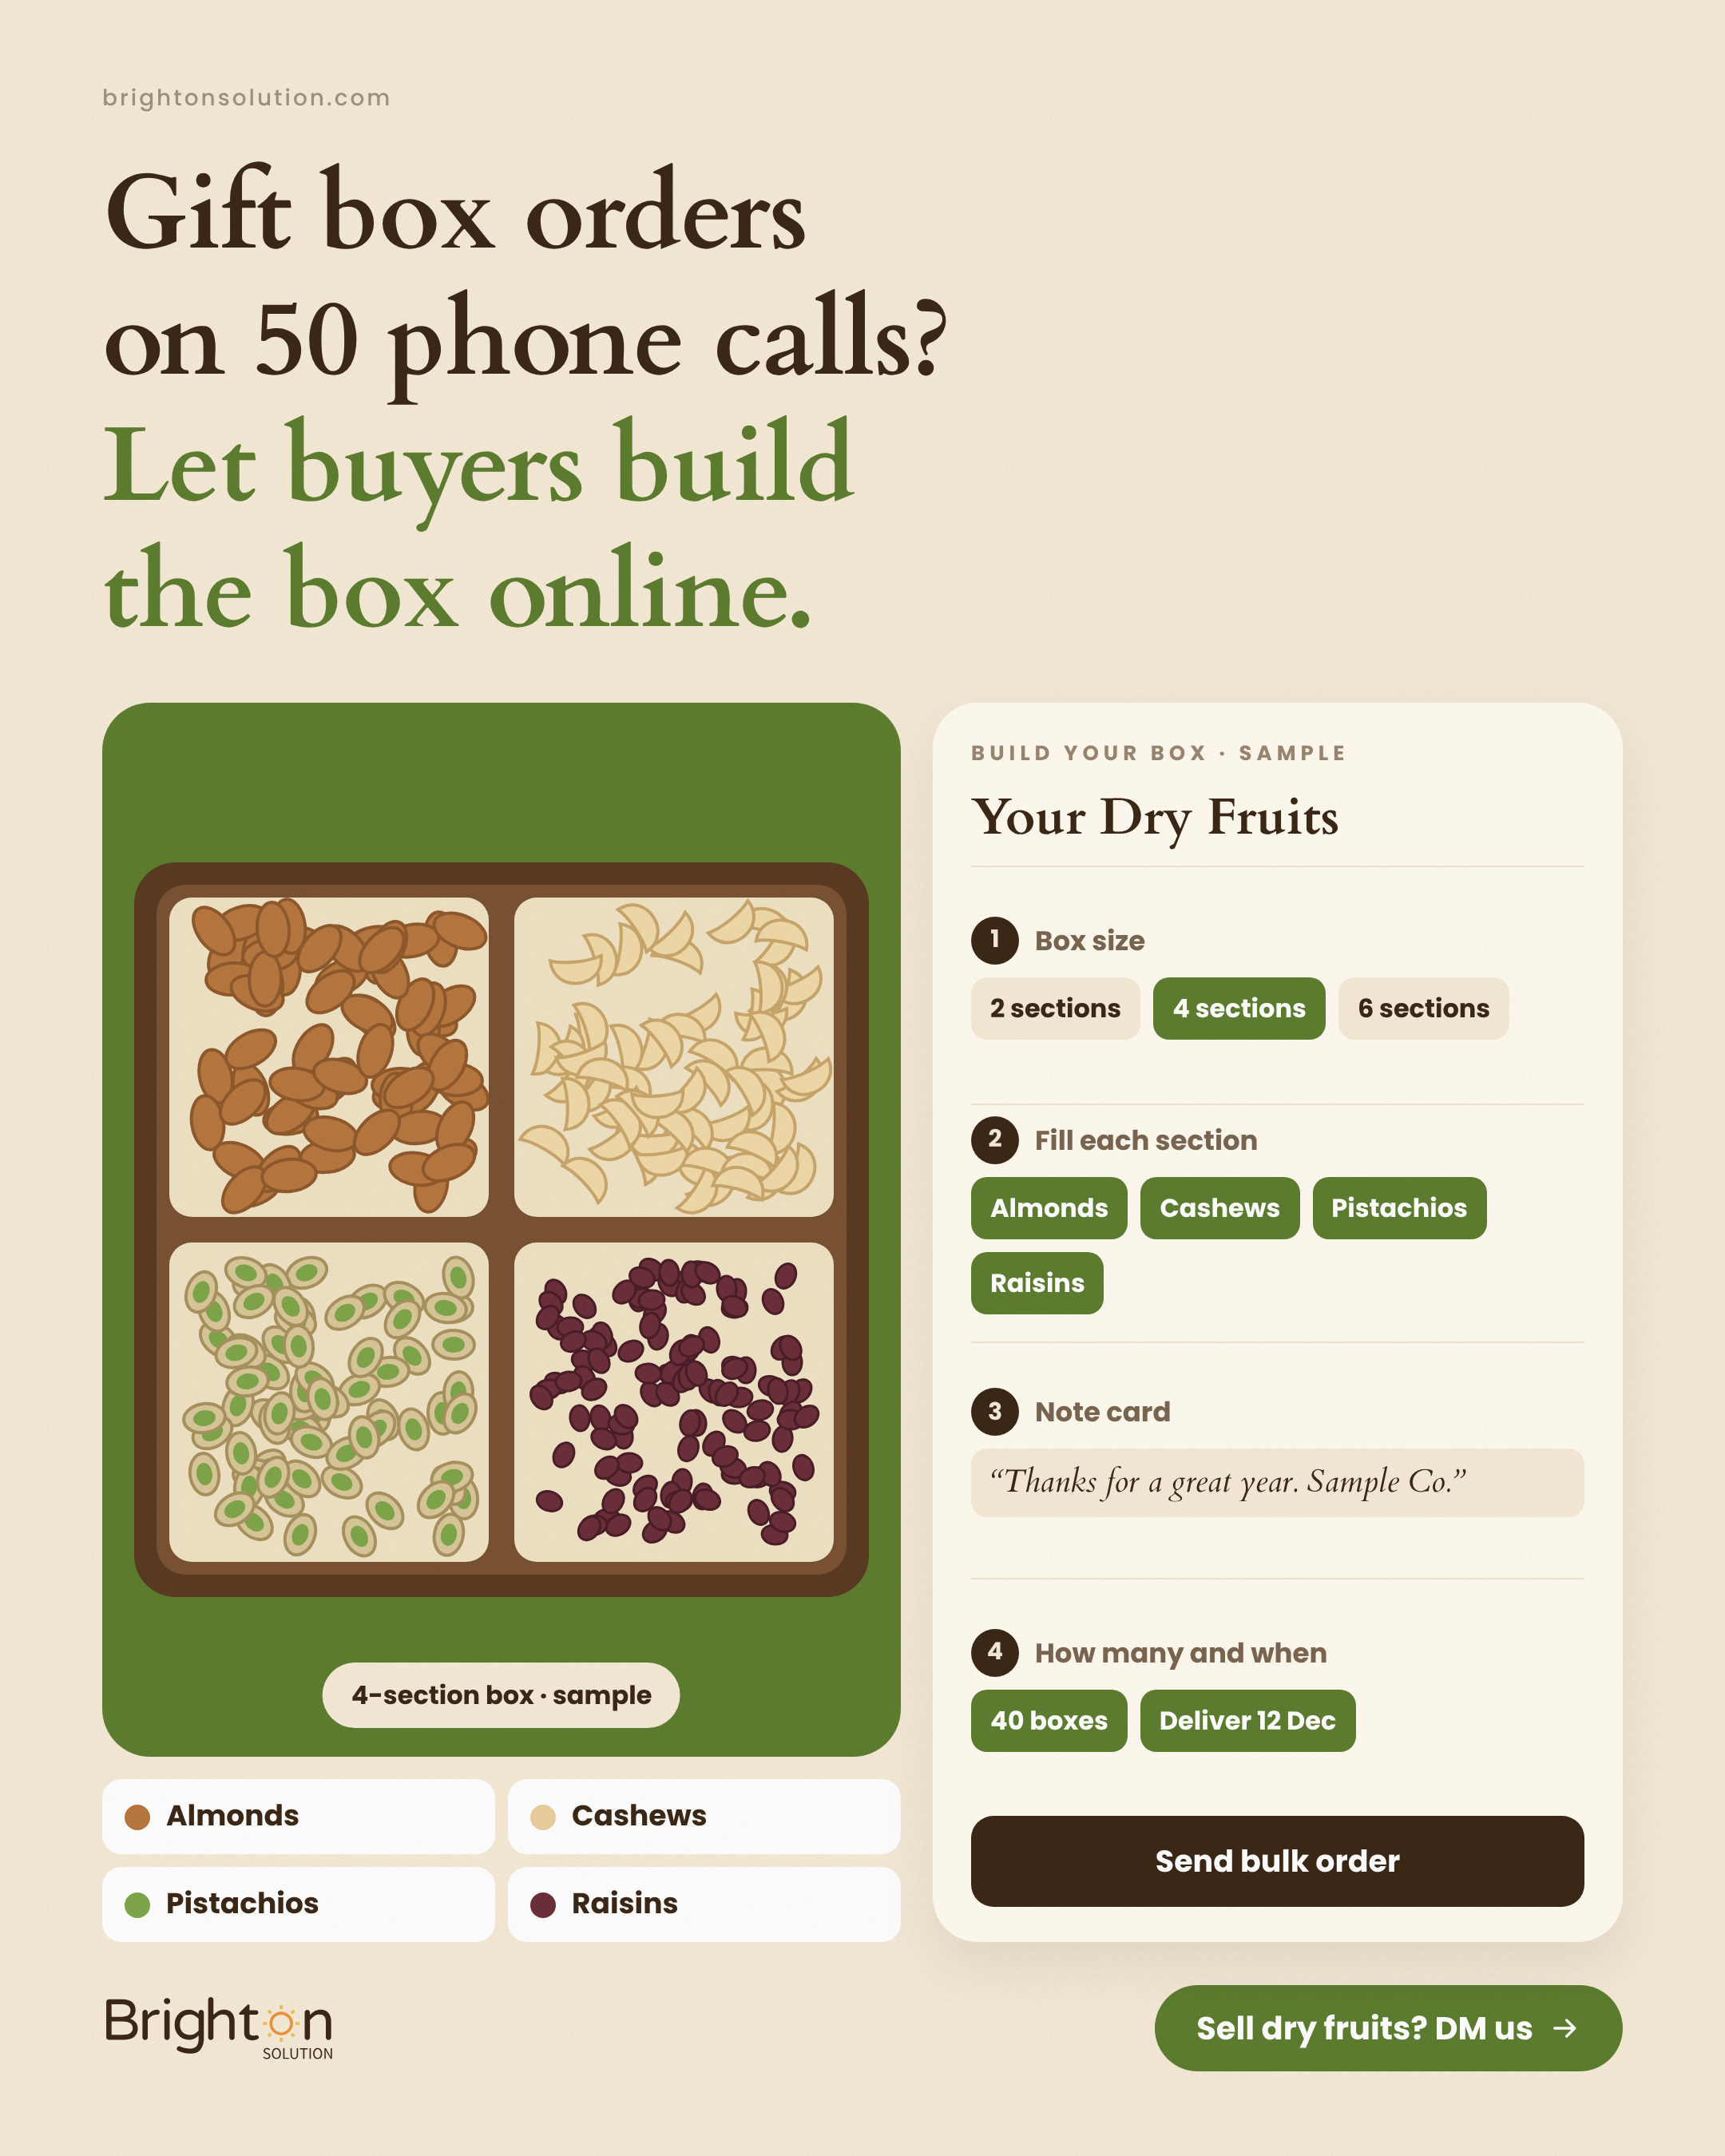 brightonsolution.com
Gift box orders
on 50 phone calls?
Let buyers build
the box online.
4-section box · sample
Almonds
Cashews
Pistachios
Raisins
BUILD YOUR BOX · SAMPLE
Your Dry Fruits
1 Box size
2 sections 4 sections 6 sections
2 Fill each section
Almonds Cashews Pistachios
Raisins
3 Note card
“Thanks for a great year. Sample Co.”
4 How many and when
40 boxes Deliver 12 Dec
Send bulk order
Brighton
SOLUTION
Sell dry fruits? DM us →